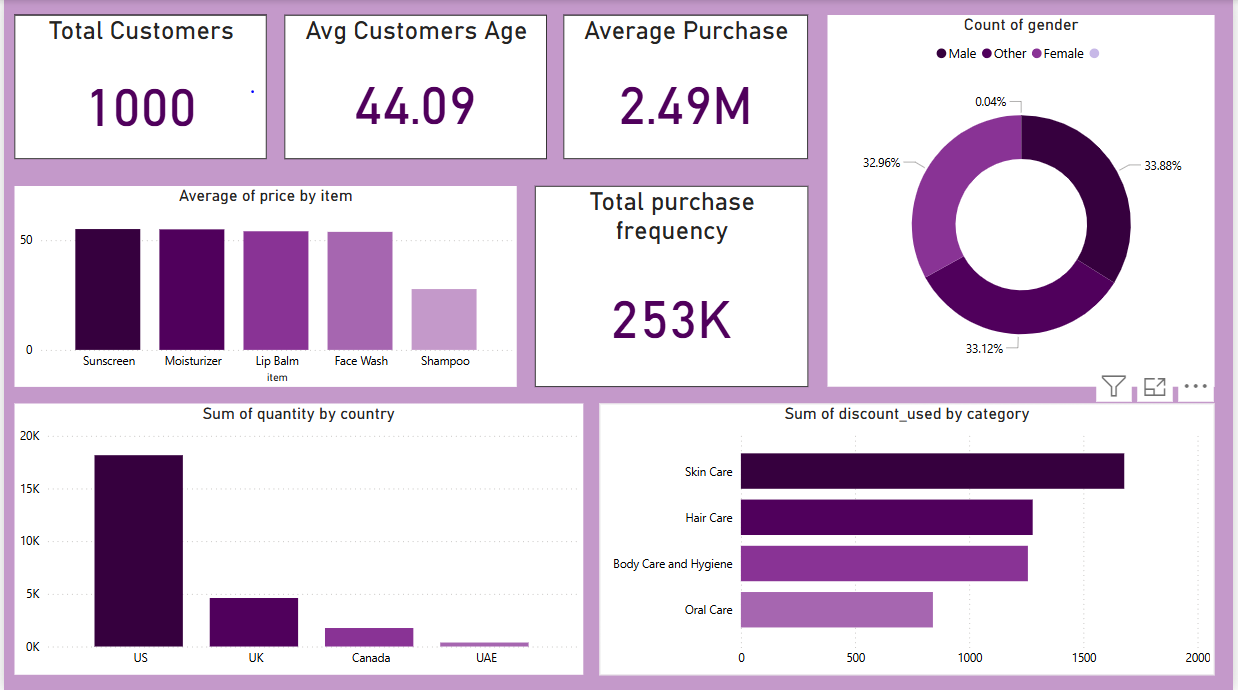 Total Customers
1000
Avg Customers Age
44.09
Average Purchase
2.49M
Count of gender
Male Other Female
0.04%
33.88%
32.96%
33.12%
Average of price by item
50
0
Sunscreen Moisturizer Lip Balm Face Wash Shampoo
item
Total purchase
frequency
253K
Sum of quantity by country
20K
15K
10K
5K
0K
US UK Canada UAE
Sum of discount_used by category
Skin Care
Hair Care
Body Care and Hygiene
Oral Care
0 500 1000 1500 2000